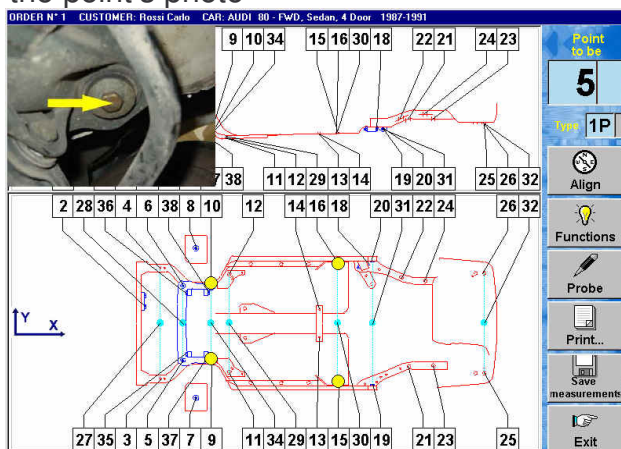 the point's photo
ORDER N° 1 CUSTOMER: Rossi Carlo CAR: AUDI 80 - FWD, Sedan, 4 Door 1987-1991
9 10 34 15 16 30 18 22 21 24 23
38 11 12 29 13 14 19 20 31 25 26 32
2 28 36 4 6 38 8 10 12 14 16 18 20 31 22 24 26 32
Y X
27 35 3 5 37 7 9 11 34 29 13 15 30 19 21 23 25
Point
to be
5
Type 1P
Align
Functions
Probe
Print...
Save
measurements
Exit